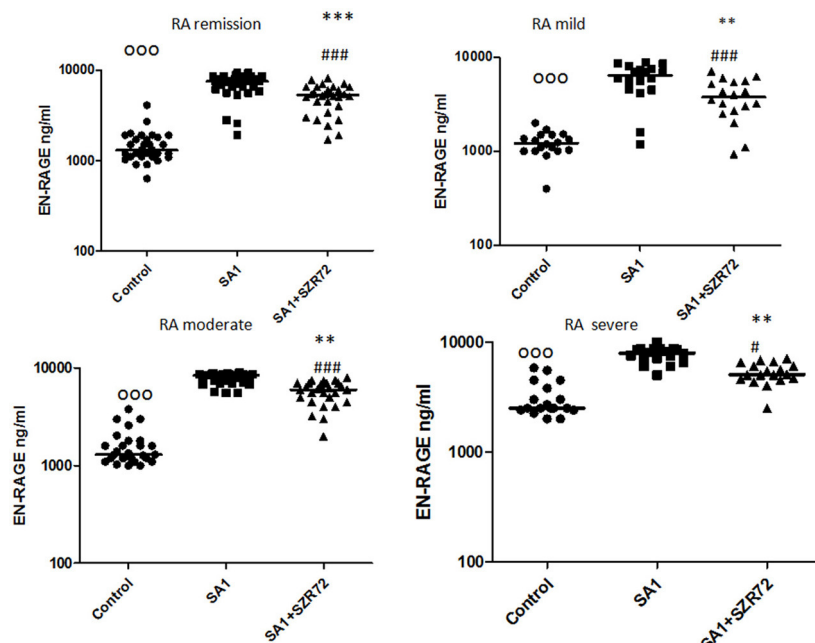 RA remission
***
OOO
###
EN-RAGE ng/ml
10000
1000
100
Control
SA1
SA1+SZR72
RA mild
**
OOO
###
EN-RAGE ng/ml
10000
1000
100
Control
SA1
SA1+SZR72
RA moderate
**
OOO
###
EN-RAGE ng/ml
10000
1000
100
Control
SA1
SA1+SZR72
RA severe
**
OOO
#
EN-RAGE ng/ml
10000
1000
100
Control
SA1
SA1+SZR72